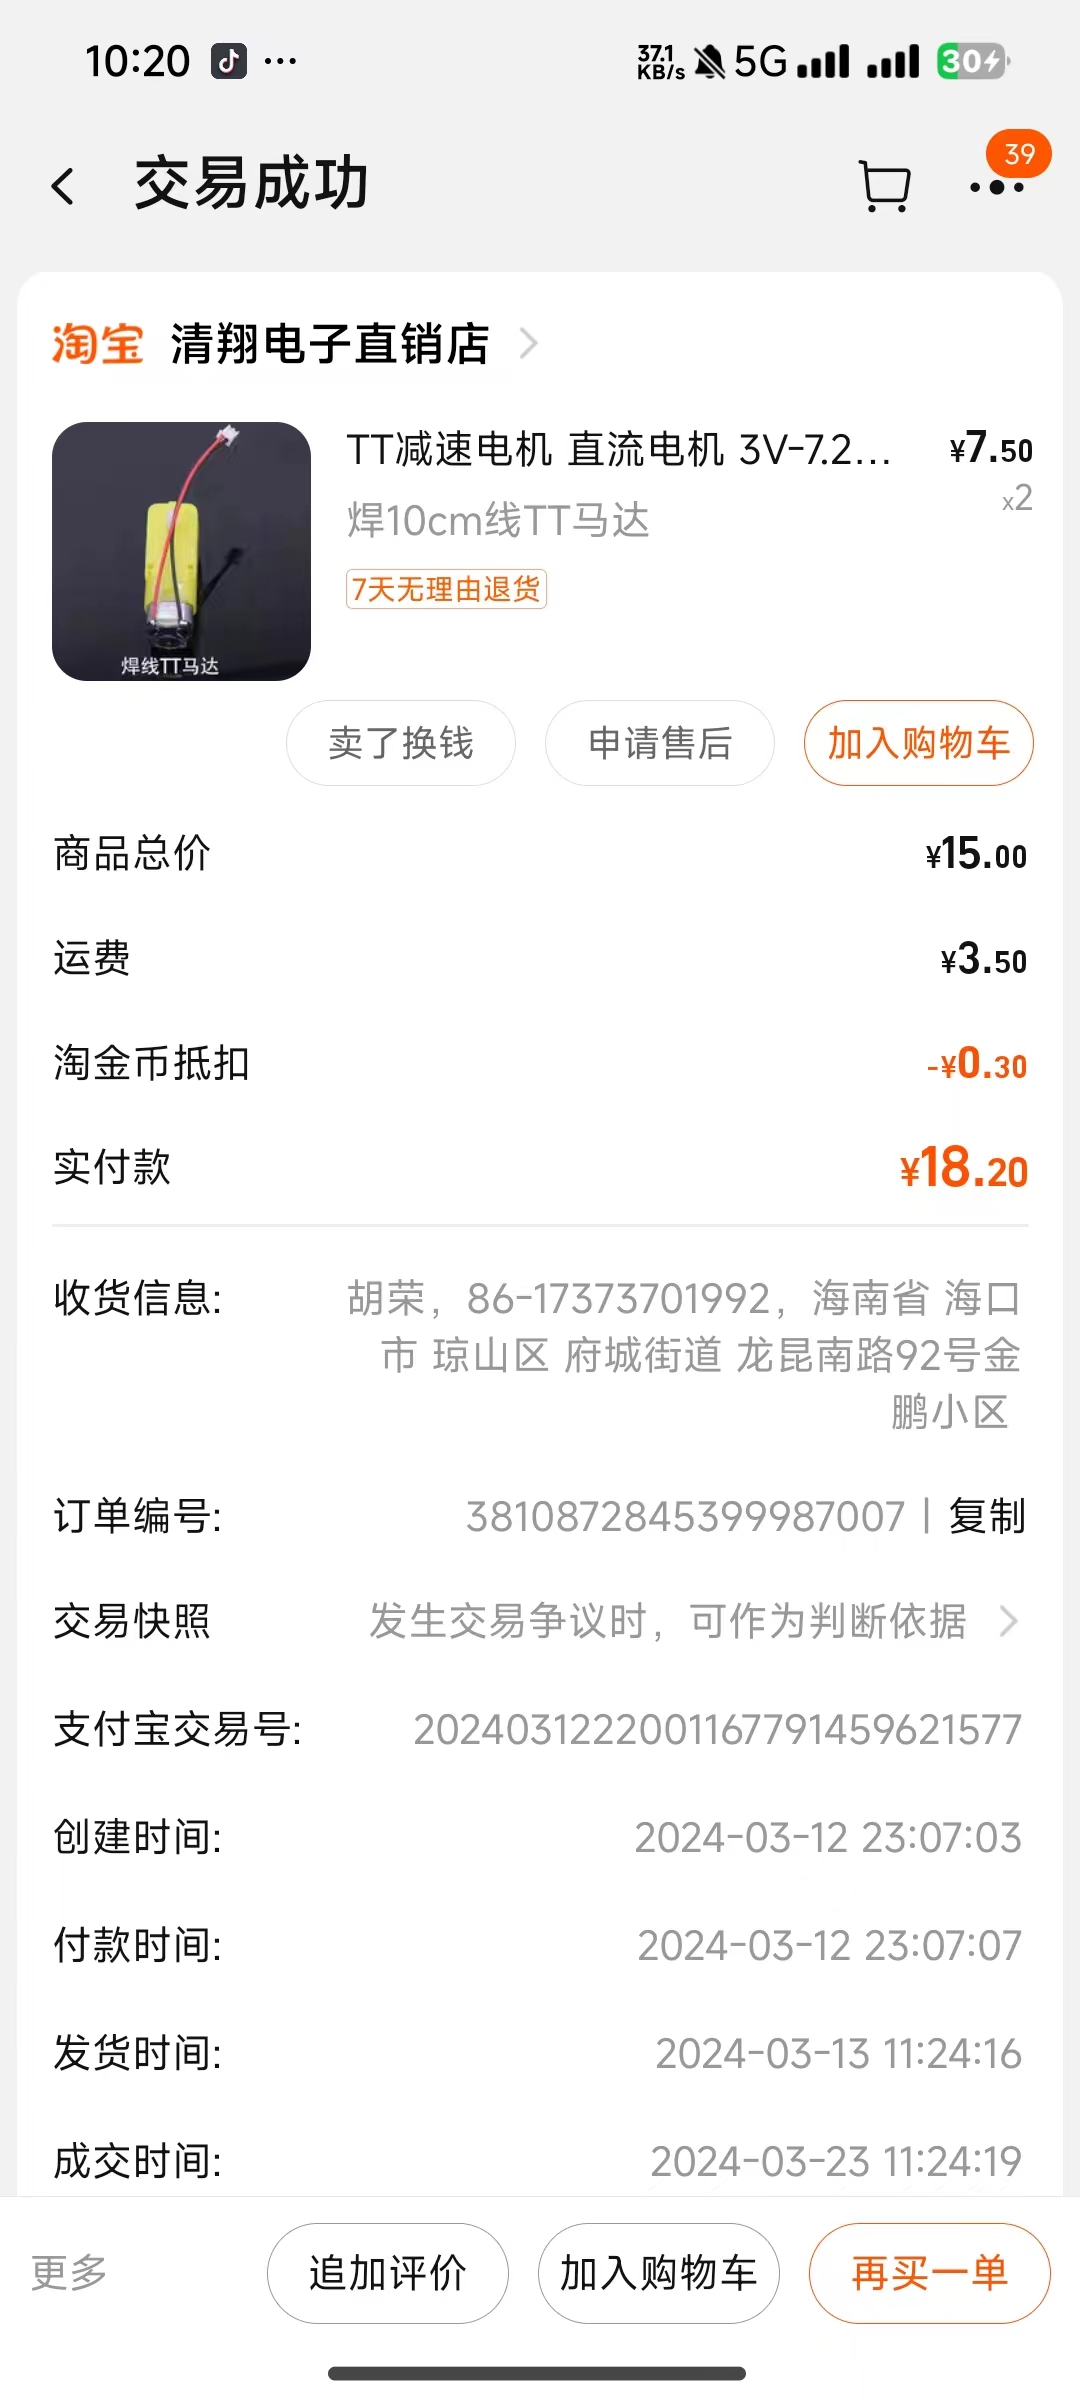 10:20 ...
37.1 KB/s 5G 30
交易成功
39
淘宝 清翔电子直销店
TT减速电机 直流电机 3V-7.2... ¥7.50
焊10cm线TT马达 x2
7天无理由退货
焊线TT马达
卖了换钱 申请售后 加入购物车
商品总价 ¥15.00
运费 ¥3.50
淘金币抵扣 -¥0.30
实付款 ¥18.20
收货信息: 胡荣，86-17373701992，海南省 海口
市 琼山区 府城街道 龙昆南路92号金
鹏小区
订单编号: 3810872845399987007 | 复制
交易快照 发生交易争议时，可作为判断依据
支付宝交易号: 2024031222001167791459621577
创建时间: 2024-03-12 23:07:03
付款时间: 2024-03-12 23:07:07
发货时间: 2024-03-13 11:24:16
成交时间: 2024-03-23 11:24:19
更多 追加评价 加入购物车 再买一单